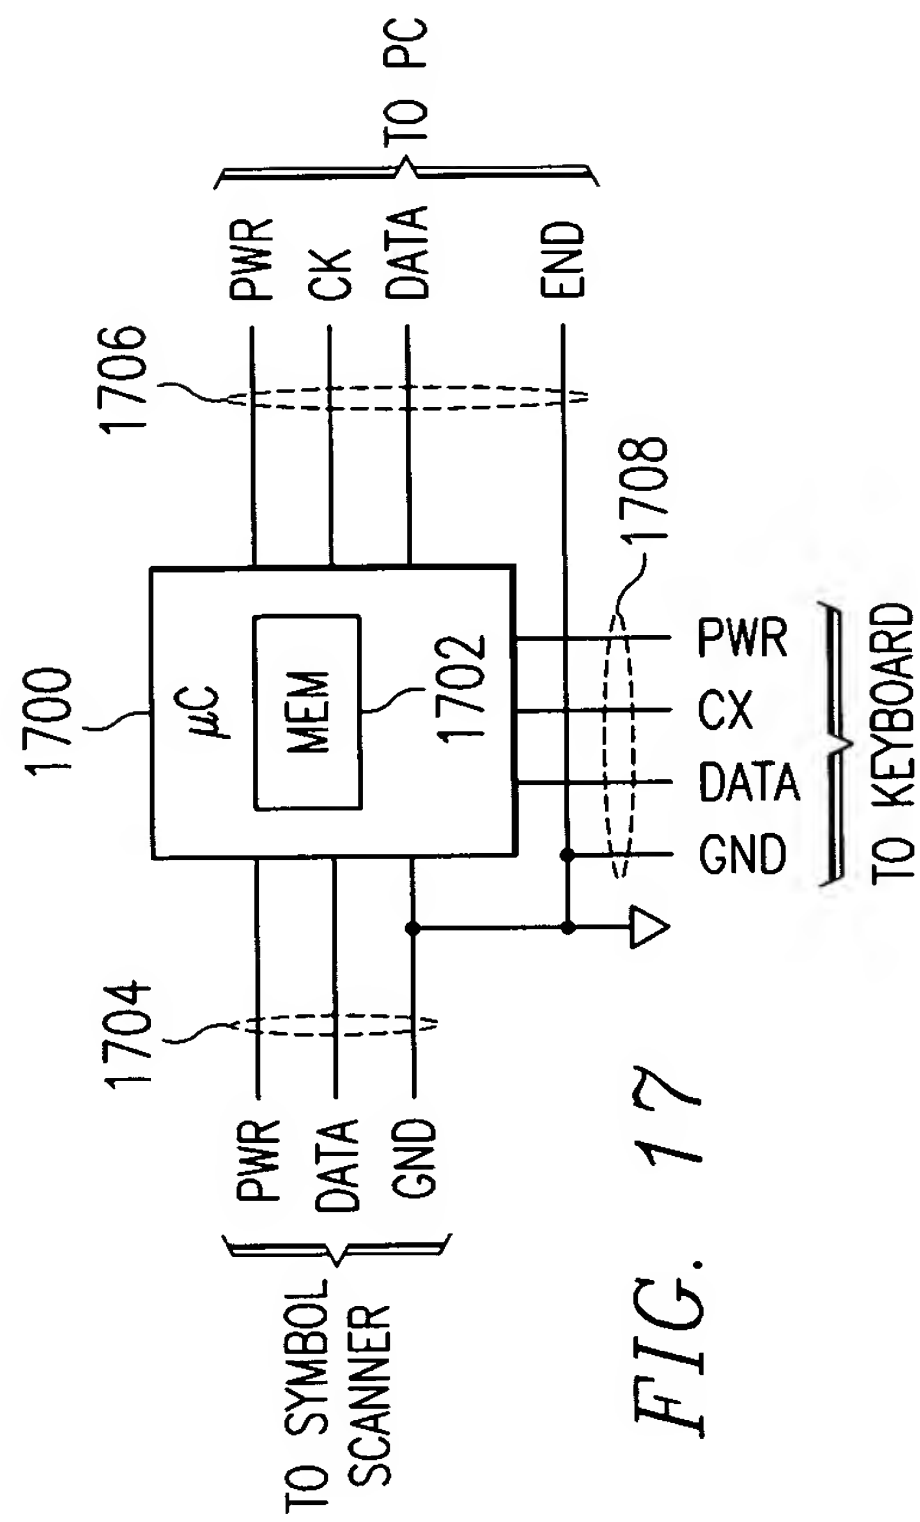 1700
μC
MEM
1702
1704
PWR
DATA
GND
TO SYMBOL
SCANNER
1706
PWR
CK
DATA
END
TO PC
1708
PWR
CX
DATA
GND
TO KEYBOARD
FIG. 17